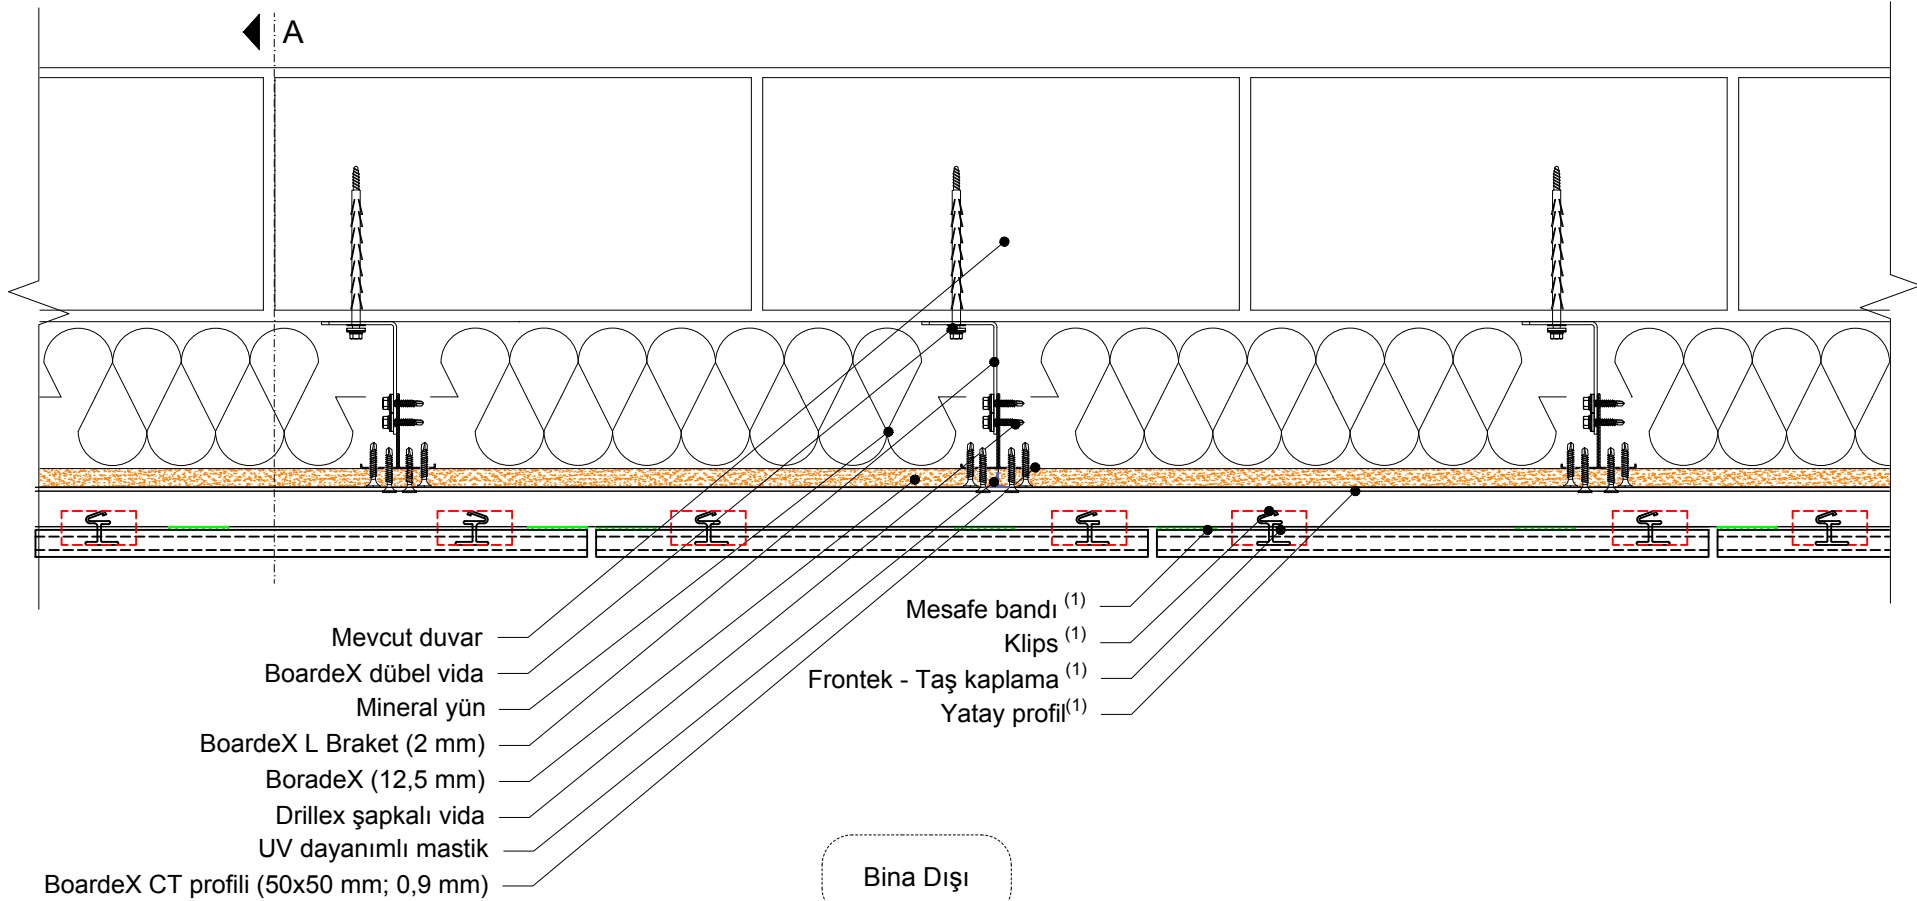 A
Mevcut duvar
BoardeX dübel vida
Mineral yün
BoardeX L Braket (2 mm)
BoradeX (12,5 mm)
Drillex şapkalı vida
UV dayanımlı mastik
BoardeX CT profili (50x50 mm; 0,9 mm)
Mesafe bandı (1)
Klips (1)
Frontek - Taş kaplama (1)
Yatay profil(1)
Bina Dışı